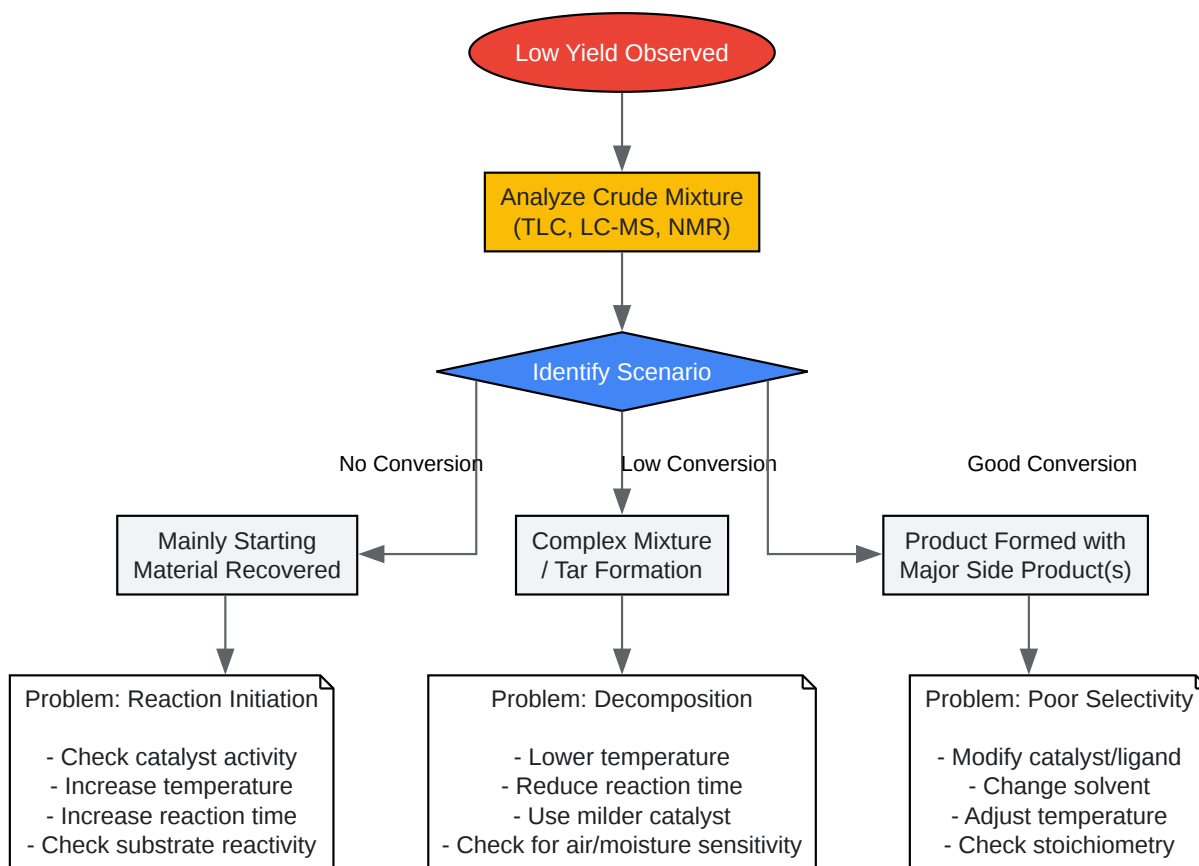 Low Yield Observed
Analyze Crude Mixture
(TLC, LC-MS, NMR)
Identify Scenario
No Conversion
Low Conversion
Good Conversion
Mainly Starting
Material Recovered
Complex Mixture
/ Tar Formation
Product Formed with
Major Side Product(s)
Problem: Reaction Initiation
- Check catalyst activity
- Increase temperature
- Increase reaction time
- Check substrate reactivity
Problem: Decomposition
- Lower temperature
- Reduce reaction time
- Use milder catalyst
- Check for air/moisture sensitivity
Problem: Poor Selectivity
- Modify catalyst/ligand
- Change solvent
- Adjust temperature
- Check stoichiometry